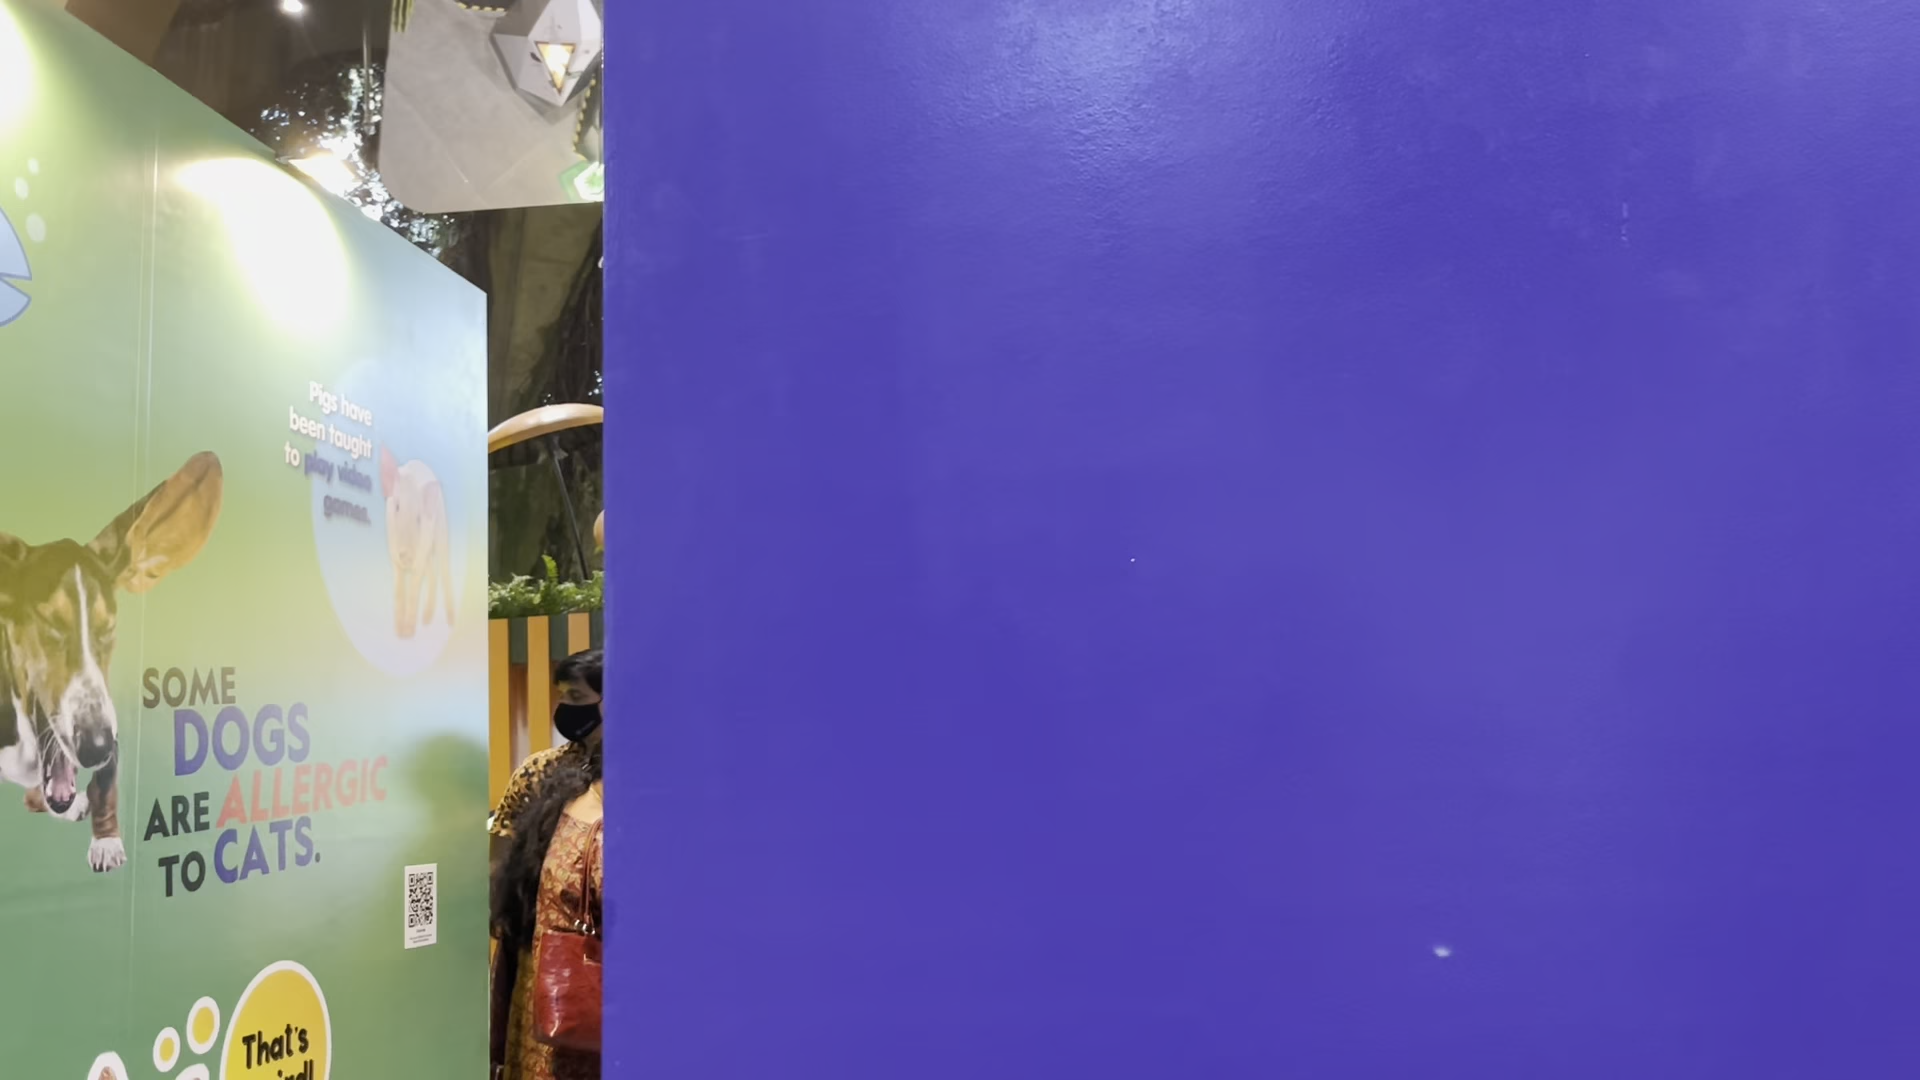 Pigs have
been taught
to play video
games.
SOME
DOGS
ARE ALLERGIC
TO CATS.
That's